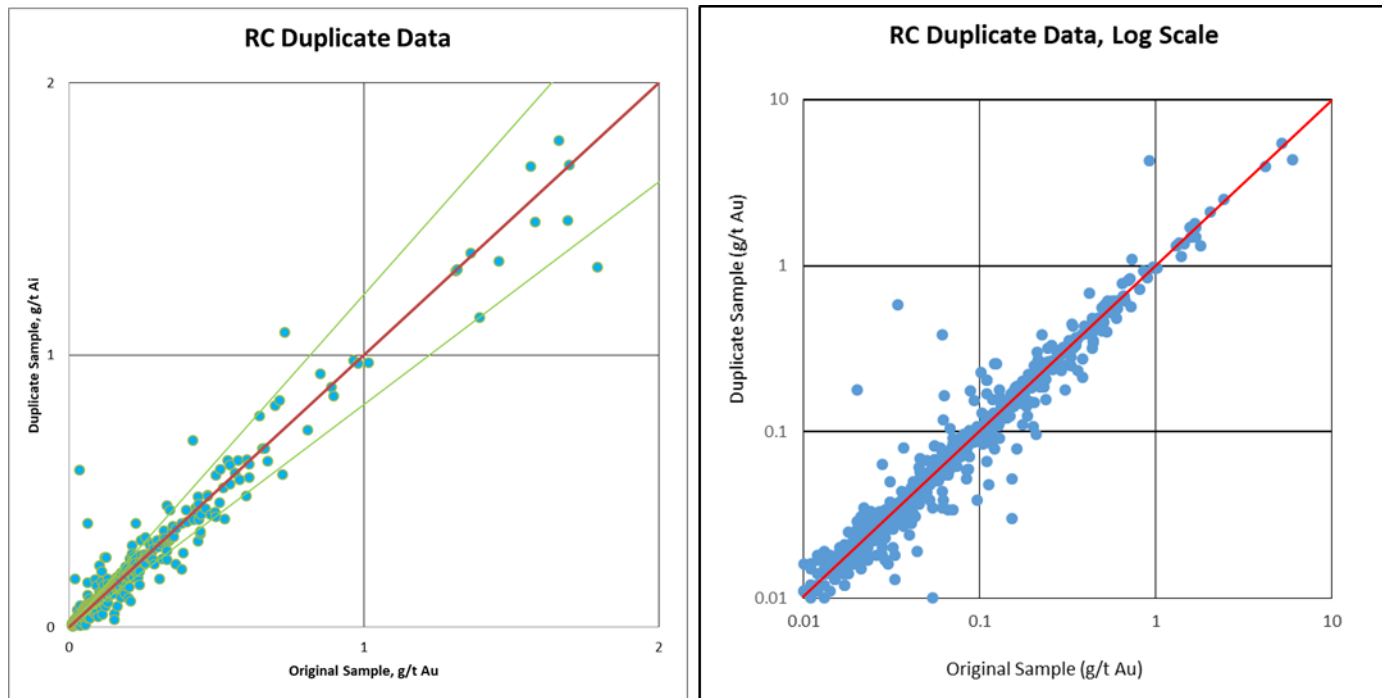 RC Duplicate Data
2
1
0
0
1
2
Duplicate Sample, g/t Ai
Original Sample, g/t Au
RC Duplicate Data, Log Scale
10
1
0.1
0.01
0.01
0.1
1
10
Duplicate Sample (g/t Au)
Original Sample (g/t Au)